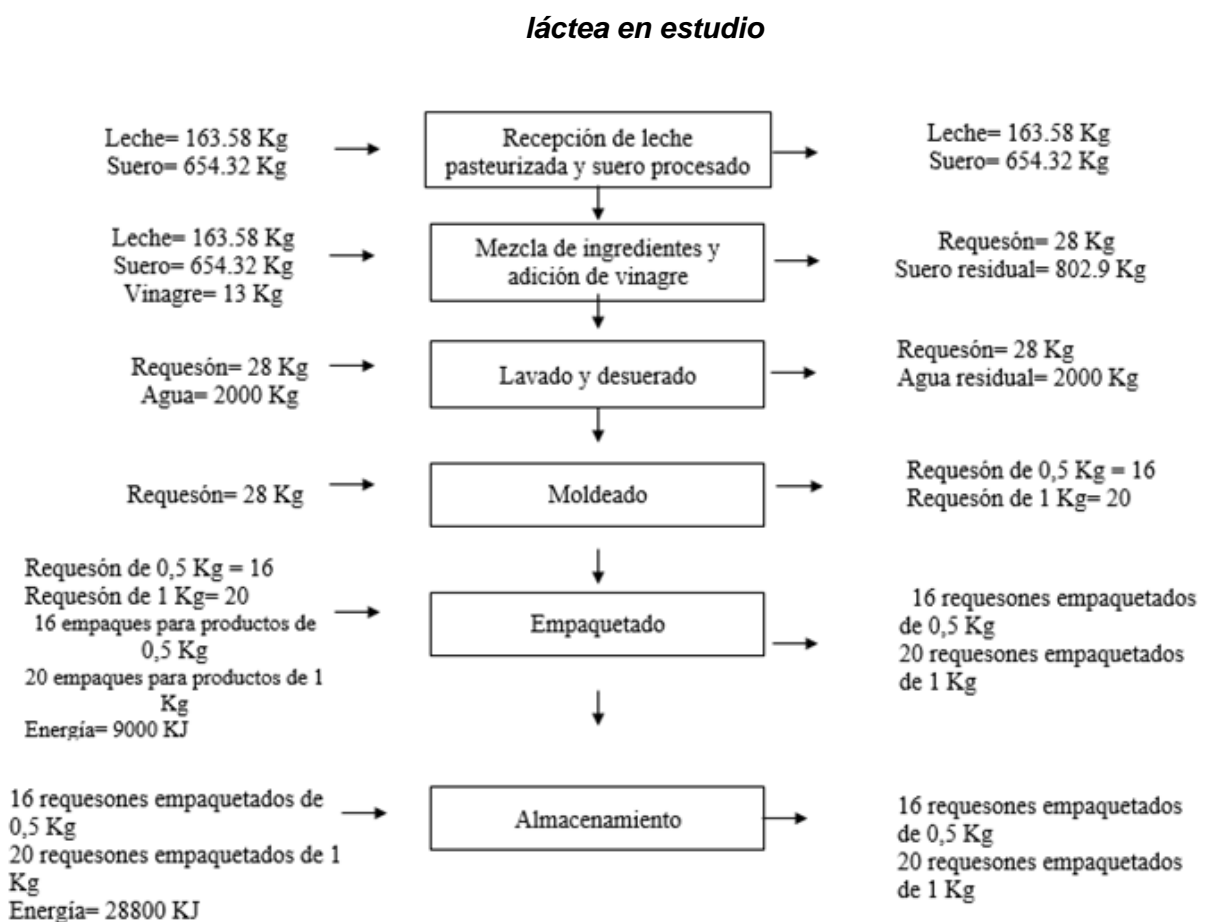 láctea en estudio
Leche= 163.58 Kg
Suero= 654.32 Kg
Recepción de leche
pasteurizada y suero procesado
Leche= 163.58 Kg
Suero= 654.32 Kg
Leche= 163.58 Kg
Suero= 654.32 Kg
Vinagre= 13 Kg
Mezcla de ingredientes y
adición de vinagre
Requesón= 28 Kg
Suero residual= 802.9 Kg
Requesón= 28 Kg
Agua= 2000 Kg
Lavado y desuerado
Requesón= 28 Kg
Agua residual= 2000 Kg
Requesón= 28 Kg
Moldeado
Requesón de 0,5 Kg = 16
Requesón de 1 Kg= 20
Requesón de 0,5 Kg = 16
Requesón de 1 Kg= 20
16 empaques para productos de
0,5 Kg
20 empaques para productos de 1
Kg
Energía= 9000 KJ
Empaquetado
16 requesones empaquetados
de 0,5 Kg
20 requesones empaquetados
de 1 Kg
16 requesones empaquetados de
0,5 Kg
20 requesones empaquetados de 1
Kg
Energía= 28800 KJ
Almacenamiento
16 requesones empaquetados
de 0,5 Kg
20 requesones empaquetados
de 1 Kg